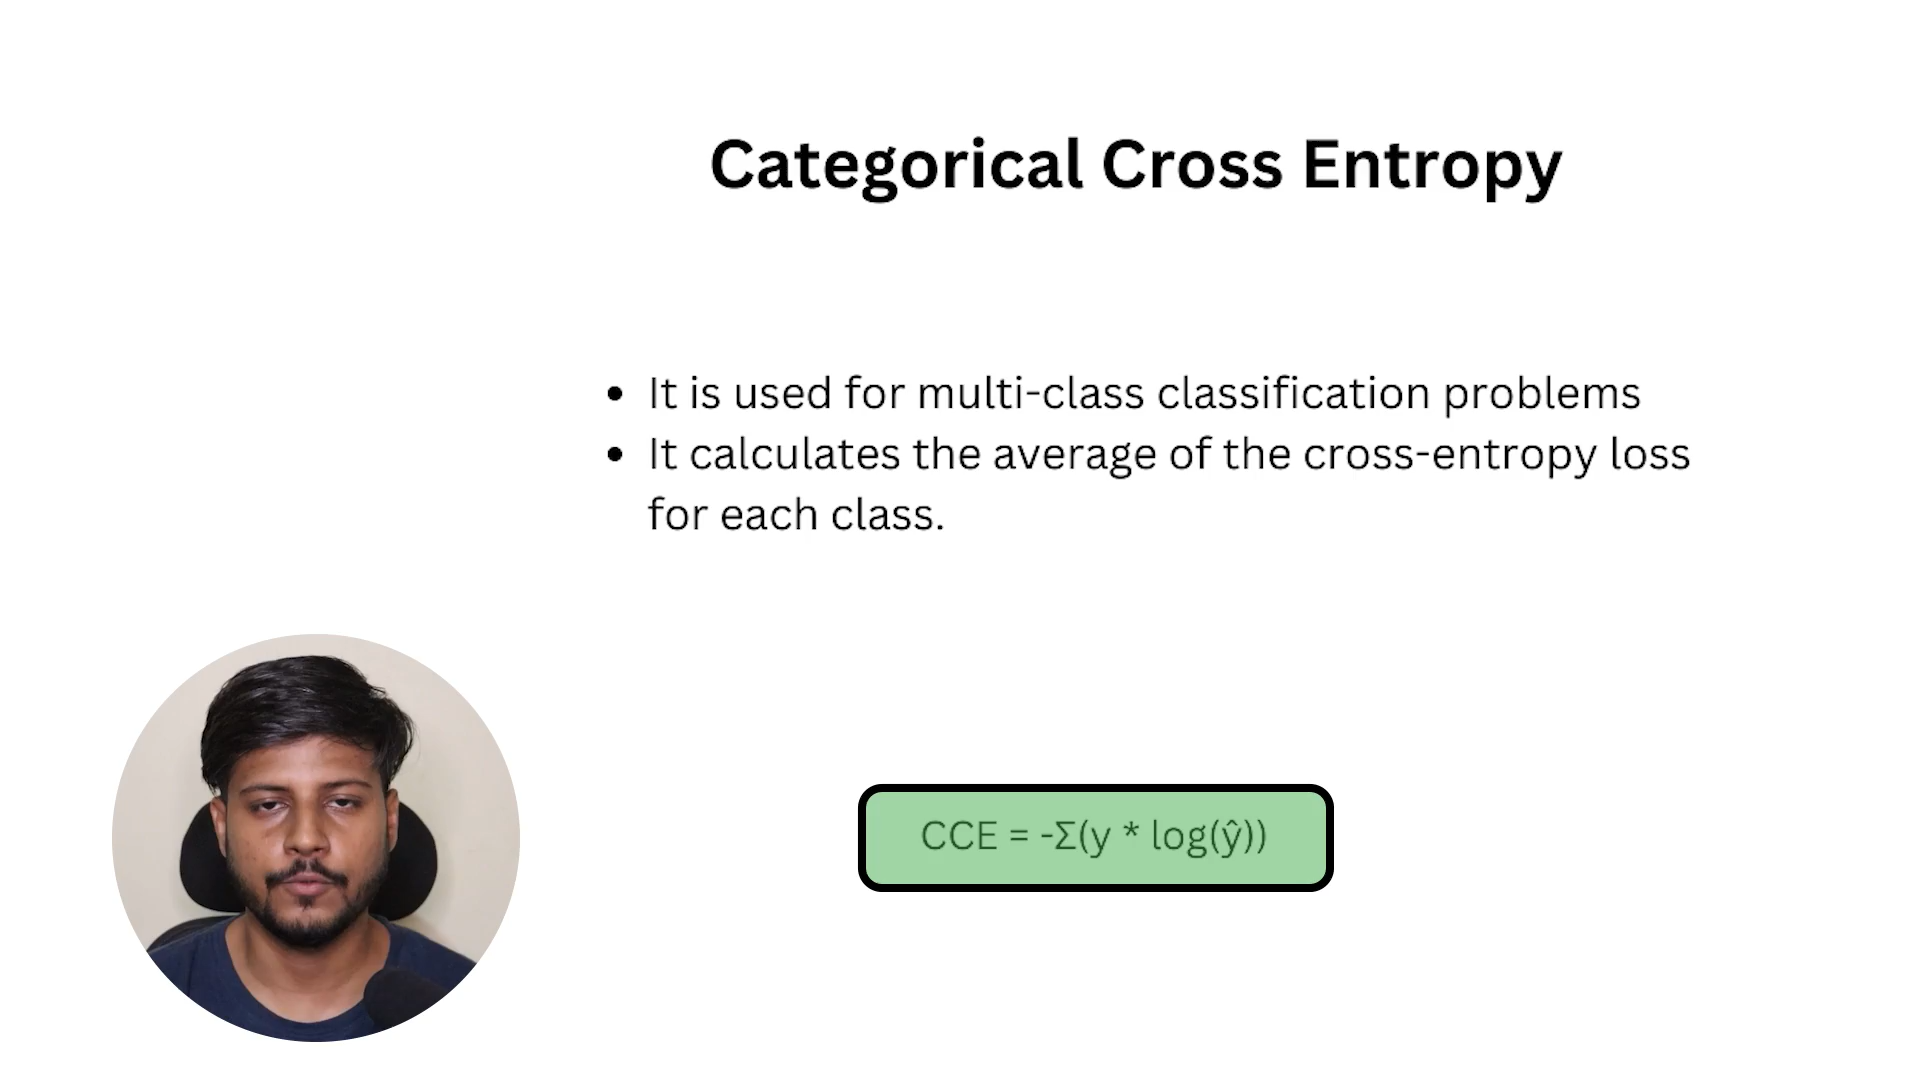 Categorical Cross Entropy
• It is used for multi-class classification problems
• It calculates the average of the cross-entropy loss
for each class.
CCE = -Σ(y * log(ŷ))